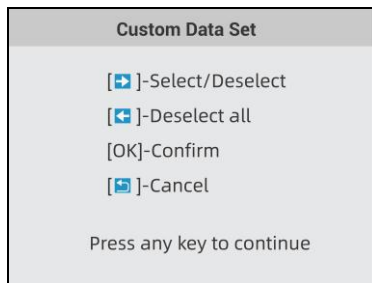 Custom Data Set
[➡]-Select/Deselect
[⬅]-Deselect all
[OK]-Confirm
[⮌]-Cancel
Press any key to continue